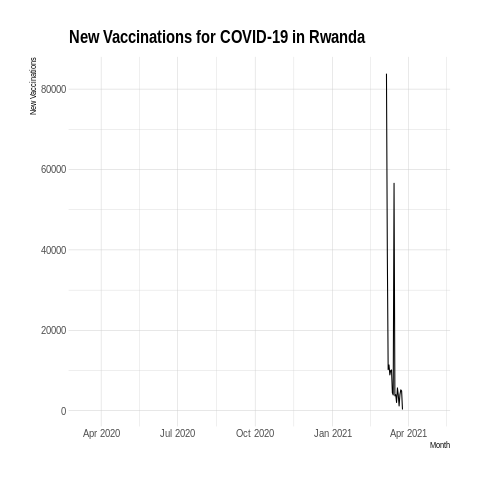 New Vaccinations for COVID-19 in Rwanda
New Vaccinations
80000
60000
40000
20000
0
Apr 2020 Jul 2020 Oct 2020 Jan 2021 Apr 2021
Month